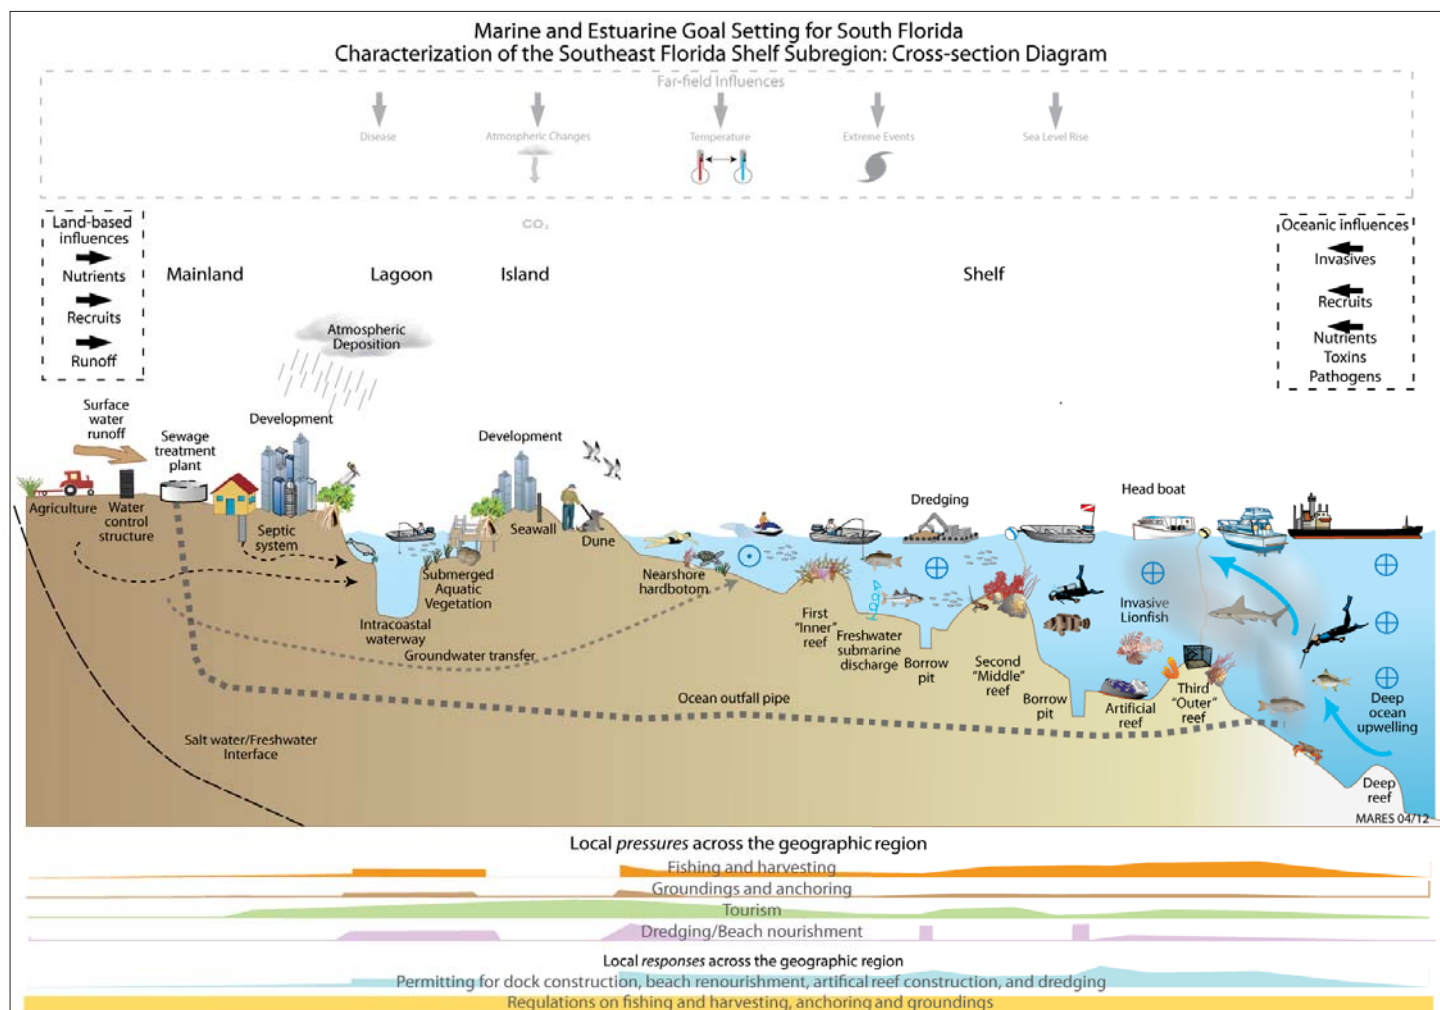 Marine and Estuarine Goal Setting for South Florida
Characterization of the Southeast Florida Shelf Subregion: Cross-section Diagram
Far-field Influences
Disease
Atmospheric Changes
Temperature
Extreme Events
Sea Level Rise
CO₂
Land-based
influences
Nutrients
Recruits
Runoff
Oceanic influences
Invasives
Recruits
Nutrients
Toxins
Pathogens
Mainland
Lagoon
Island
Shelf
Atmospheric
Deposition
Surface
water
runoff
Sewage
treatment
plant
Development
Development
Dredging
Head boat
Agriculture
Water
control
structure
Septic
system
Seawall
Dune
Submerged
Aquatic
Vegetation
Intracoastal
waterway
Nearshore
hardbottom
Groundwater transfer
First
"Inner"
reef
Freshwater
submarine
discharge
Borrow
pit
Second
"Middle"
reef
Borrow
pit
Invasive
Lionfish
Artificial
reef
Third
"Outer"
reef
Deep
ocean
upwelling
Ocean outfall pipe
Salt water/Freshwater
Interface
Deep
reef
MARES 04/12
Local pressures across the geographic region
Fishing and harvesting
Groundings and anchoring
Tourism
Dredging/Beach nourishment
Local responses across the geographic region
Permitting for dock construction, beach renourishment, artifical reef construction, and dredging
Regulations on fishing and harvesting, anchoring and groundings